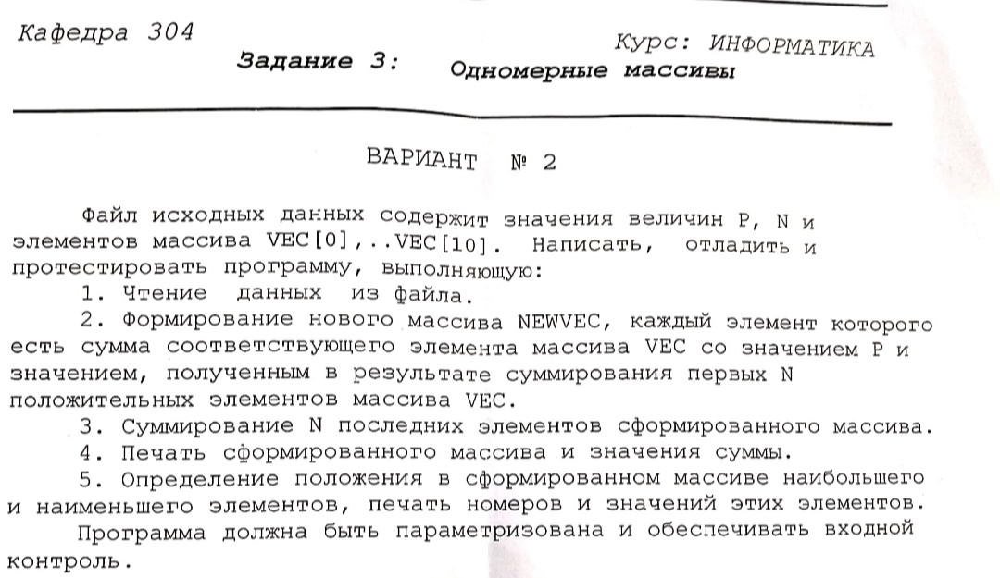 Кафедра 304
Курс: ИНФОРМАТИКА
Задание 3: Одномерные массивы
ВАРИАНТ № 2
Файл исходных данных содержит значения величин P, N и
элементов массива VEC[0],..VEC[10]. Написать, отладить и
протестировать программу, выполняющую:
1. Чтение данных из файла.
2. Формирование нового массива NEWVEC, каждый элемент которого
есть сумма соответствующего элемента массива VEC со значением P и
значением, полученным в результате суммирования первых N
положительных элементов массива VEC.
3. Суммирование N последних элементов сформированного массива.
4. Печать сформированного массива и значения суммы.
5. Определение положения в сформированном массиве наибольшего
и наименьшего элементов, печать номеров и значений этих элементов.
Программа должна быть параметризована и обеспечивать входной
контроль.